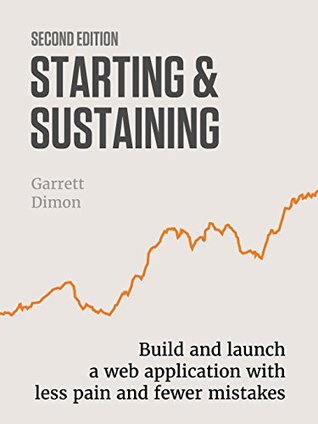 SECOND EDITION
STARTING &
SUSTAINING
Garrett
Dimon
Build and launch
a web application with
less pain and fewer mistakes